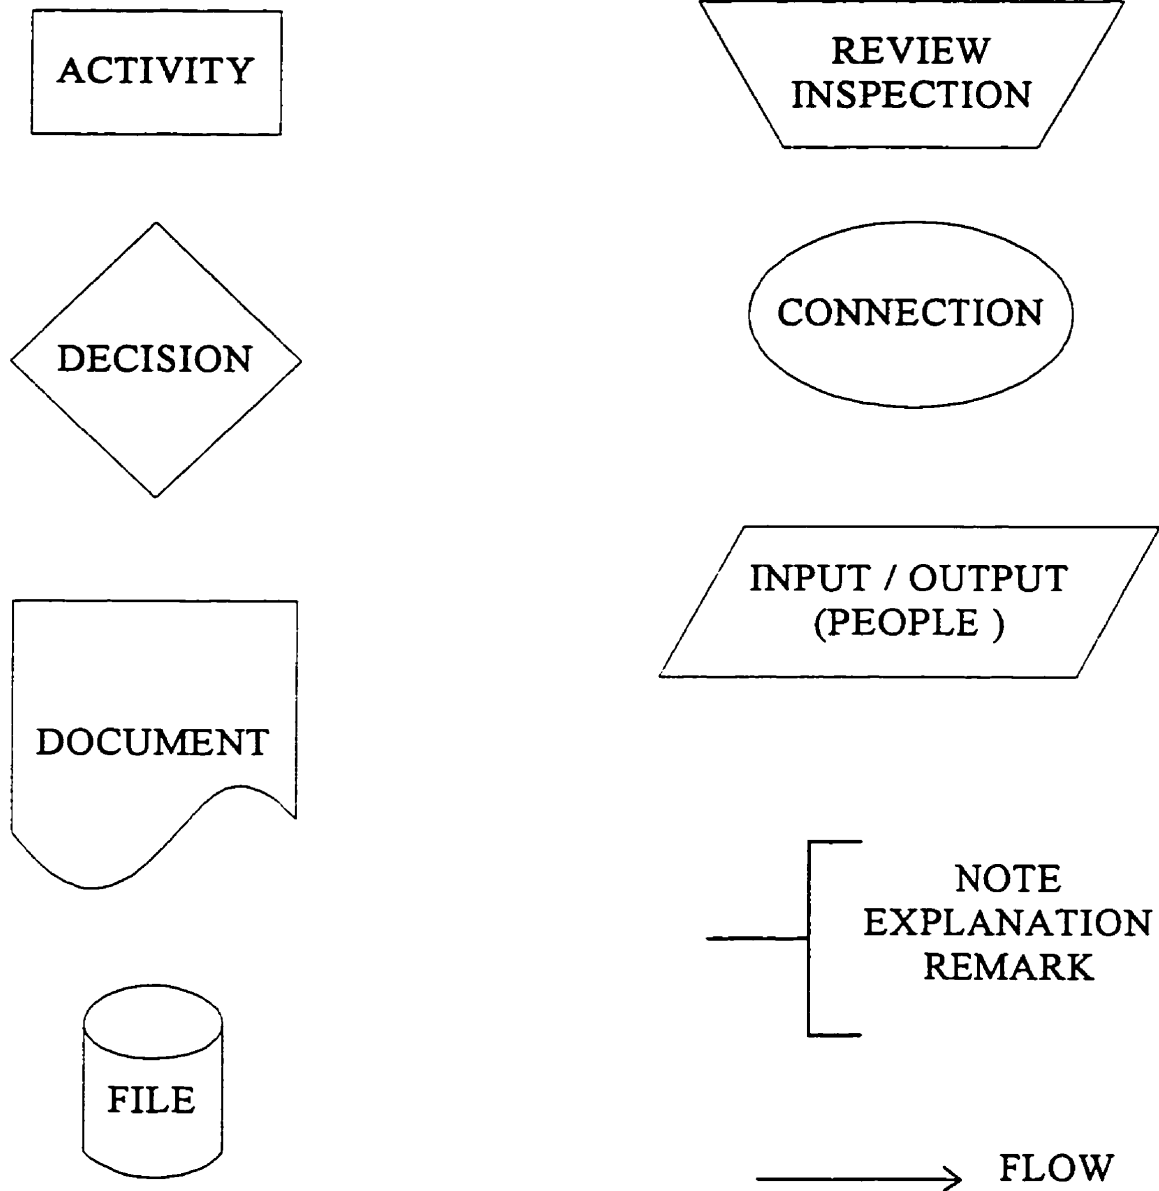 ACTIVITY
DECISION
DOCUMENT
FILE
REVIEW
INSPECTION
CONNECTION
INPUT / OUTPUT
(PEOPLE )
NOTE
EXPLANATION
REMARK
FLOW